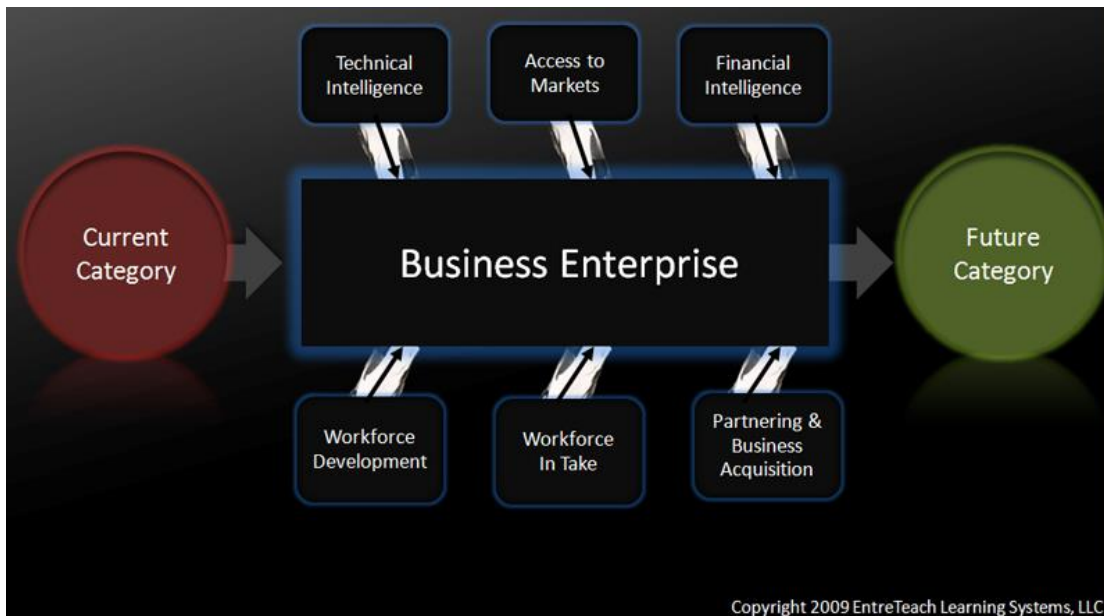 Technical
Intelligence
Access to
Markets
Financial
Intelligence
Current
Category
Business Enterprise
Future
Category
Workforce
Development
Workforce
In Take
Partnering &
Business
Acquisition
Copyright 2009 EntreTeach Learning Systems, LLC